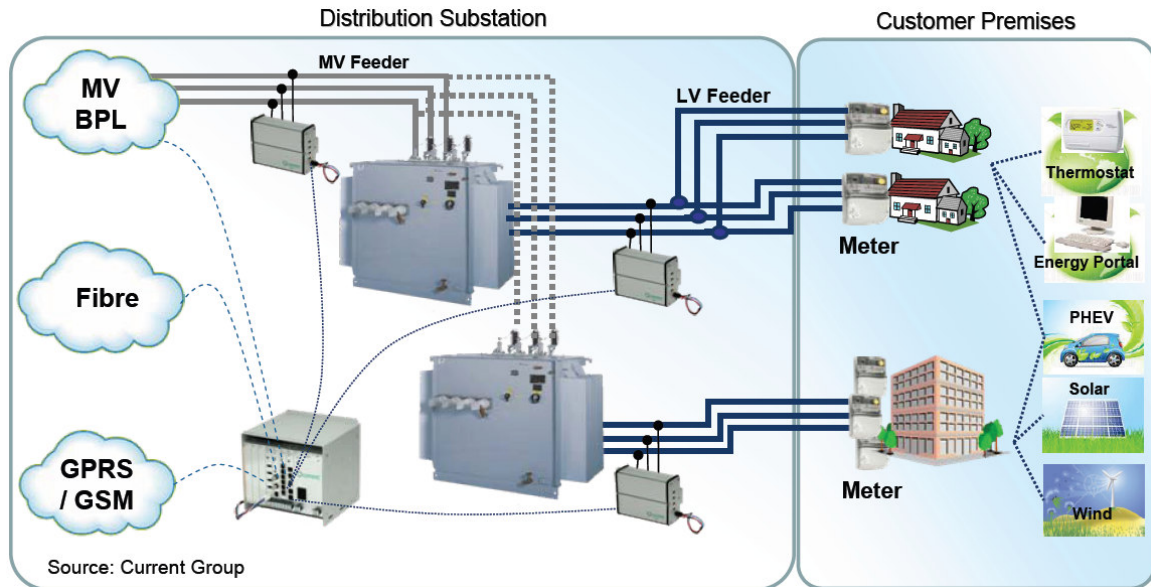 Distribution Substation
Customer Premises
MV
BPL
MV Feeder
LV Feeder
Thermostat
Meter
Energy Portal
Fibre
PHEV
Solar
GPRS
/ GSM
Meter
Wind
Source: Current Group